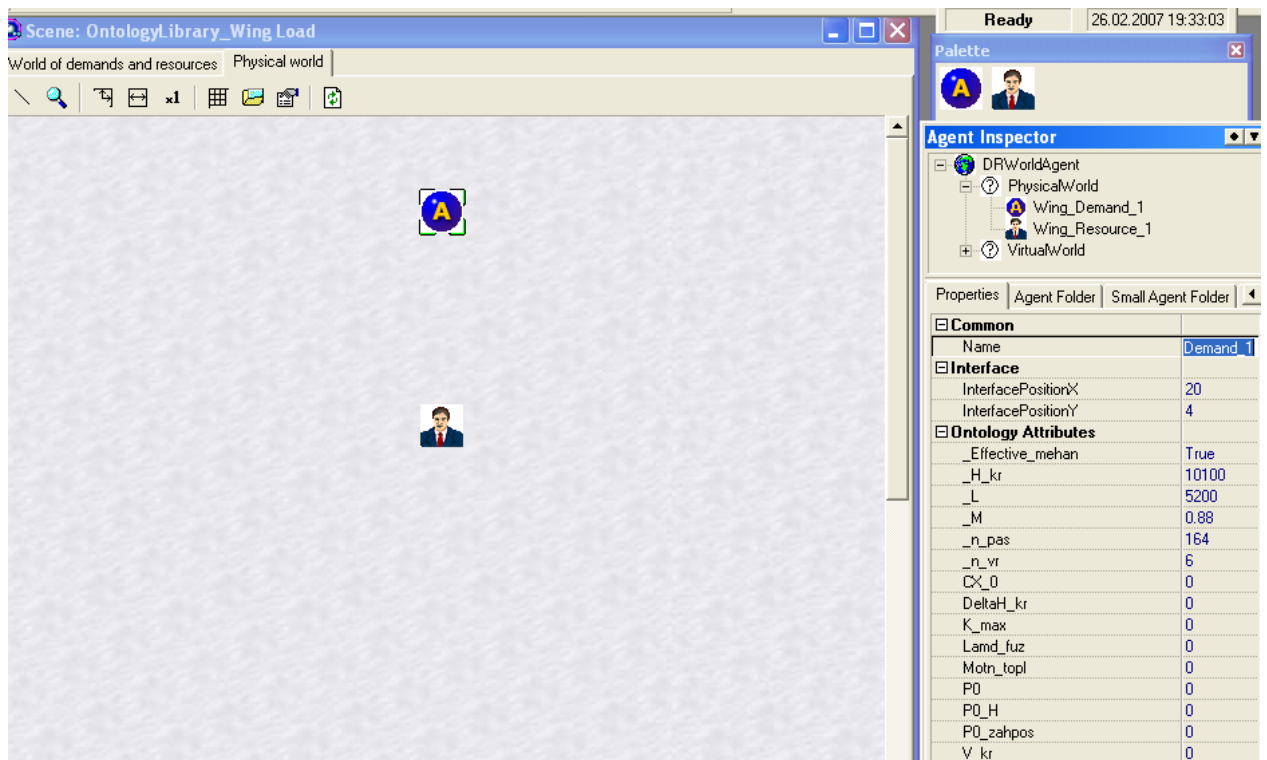 Scene: OntologyLibrary_Wing Load
World of demands and resources Physical world
x1
A
Ready 26.02.2007 19:33:03
Palette
A
Agent Inspector
DRWorldAgent
PhysicalWorld
A Wing_Demand_1
Wing_Resource_1
VirtualWorld
Properties Agent Folder Small Agent Folder
Common
Name Demand_1
Interface
InterfacePositionX 20
InterfacePositionY 4
Ontology Attributes
_Effective_mehan True
_H_kr 10100
_L 5200
_M 0.88
_n_pas 164
_n_vr 6
CX_0 0
DeltaH_kr 0
K_max 0
Lamd_fuz 0
Motn_topl 0
P0 0
P0_H 0
P0_zahpos 0
V_kr 0